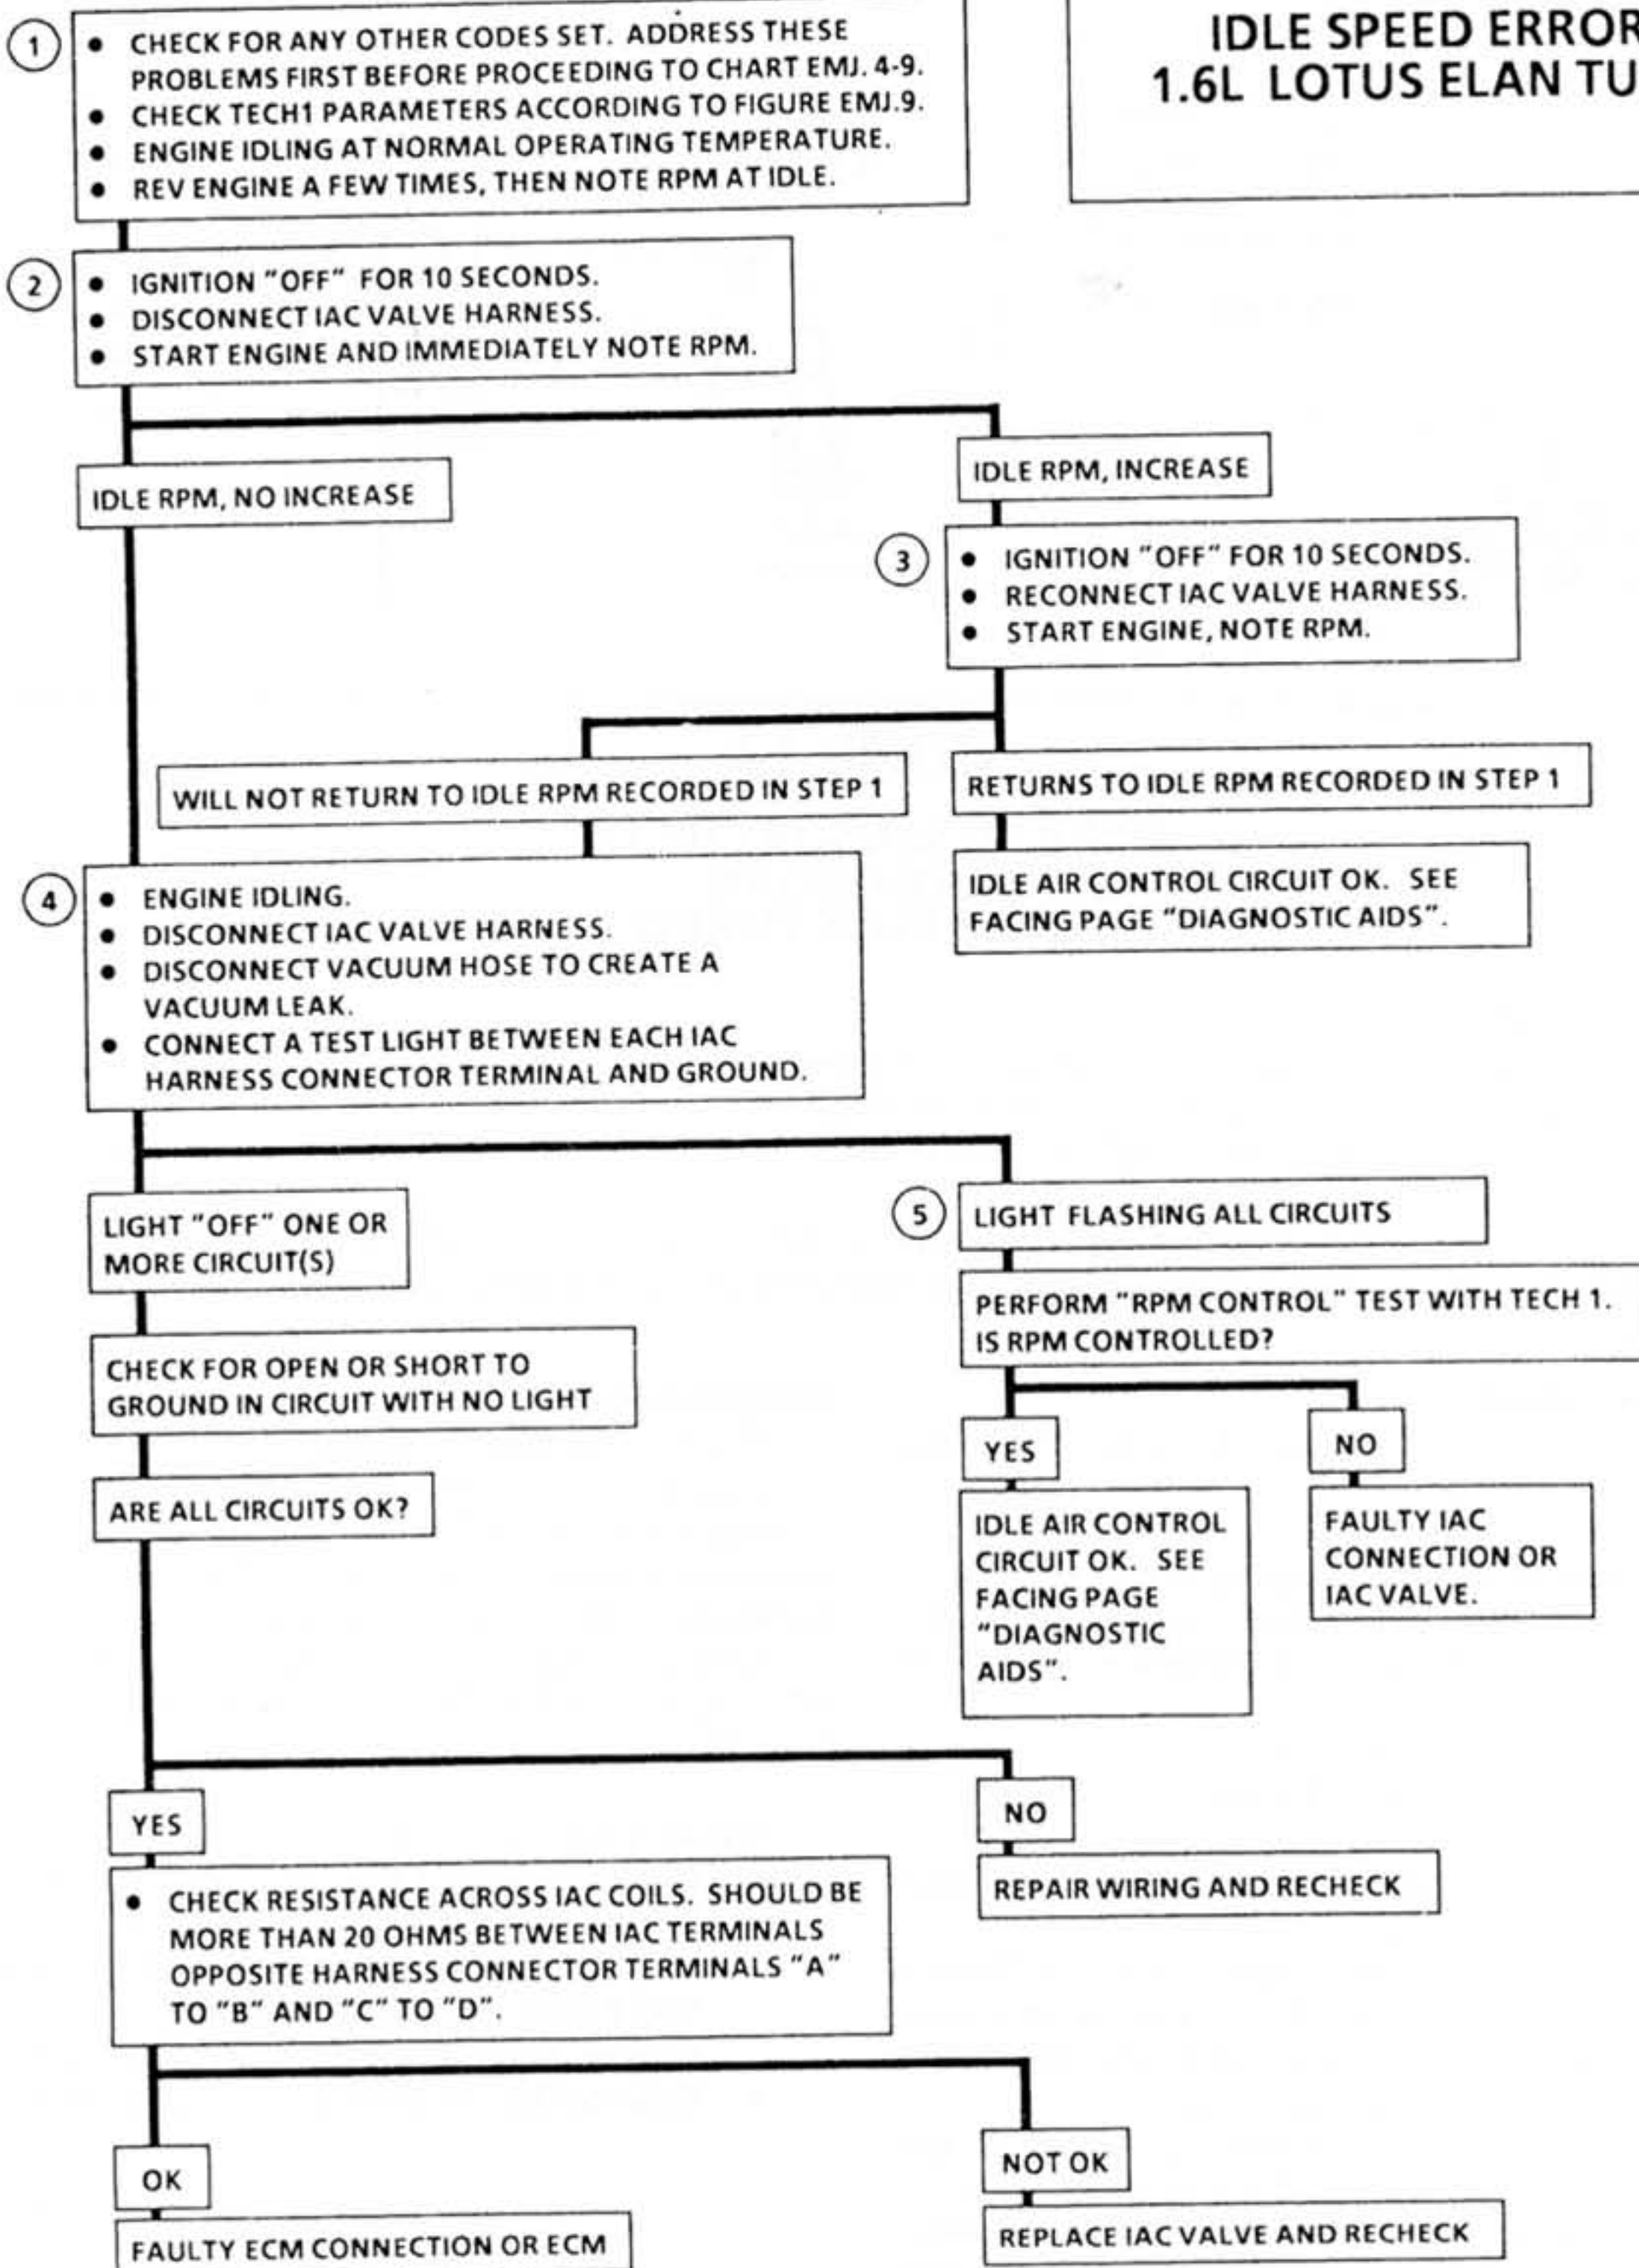 IDLE SPEED ERROR
1.6L LOTUS ELAN TU
1
• CHECK FOR ANY OTHER CODES SET. ADDRESS THESE
PROBLEMS FIRST BEFORE PROCEEDING TO CHART EMJ. 4-9.
• CHECK TECH1 PARAMETERS ACCORDING TO FIGURE EMJ.9.
• ENGINE IDLING AT NORMAL OPERATING TEMPERATURE.
• REV ENGINE A FEW TIMES, THEN NOTE RPM AT IDLE.
2
• IGNITION "OFF" FOR 10 SECONDS.
• DISCONNECT IAC VALVE HARNESS.
• START ENGINE AND IMMEDIATELY NOTE RPM.
IDLE RPM, NO INCREASE
IDLE RPM, INCREASE
3
• IGNITION "OFF" FOR 10 SECONDS.
• RECONNECT IAC VALVE HARNESS.
• START ENGINE, NOTE RPM.
WILL NOT RETURN TO IDLE RPM RECORDED IN STEP 1
RETURNS TO IDLE RPM RECORDED IN STEP 1
IDLE AIR CONTROL CIRCUIT OK. SEE
FACING PAGE "DIAGNOSTIC AIDS".
4
• ENGINE IDLING.
• DISCONNECT IAC VALVE HARNESS.
• DISCONNECT VACUUM HOSE TO CREATE A
VACUUM LEAK.
• CONNECT A TEST LIGHT BETWEEN EACH IAC
HARNESS CONNECTOR TERMINAL AND GROUND.
LIGHT "OFF" ONE OR
MORE CIRCUIT(S)
5
LIGHT FLASHING ALL CIRCUITS
PERFORM "RPM CONTROL" TEST WITH TECH 1.
IS RPM CONTROLLED?
CHECK FOR OPEN OR SHORT TO
GROUND IN CIRCUIT WITH NO LIGHT
YES
NO
ARE ALL CIRCUITS OK?
IDLE AIR CONTROL
CIRCUIT OK. SEE
FACING PAGE
"DIAGNOSTIC
AIDS".
FAULTY IAC
CONNECTION OR
IAC VALVE.
YES
NO
REPAIR WIRING AND RECHECK
• CHECK RESISTANCE ACROSS IAC COILS. SHOULD BE
MORE THAN 20 OHMS BETWEEN IAC TERMINALS
OPPOSITE HARNESS CONNECTOR TERMINALS "A"
TO "B" AND "C" TO "D".
OK
NOT OK
FAULTY ECM CONNECTION OR ECM
REPLACE IAC VALVE AND RECHECK